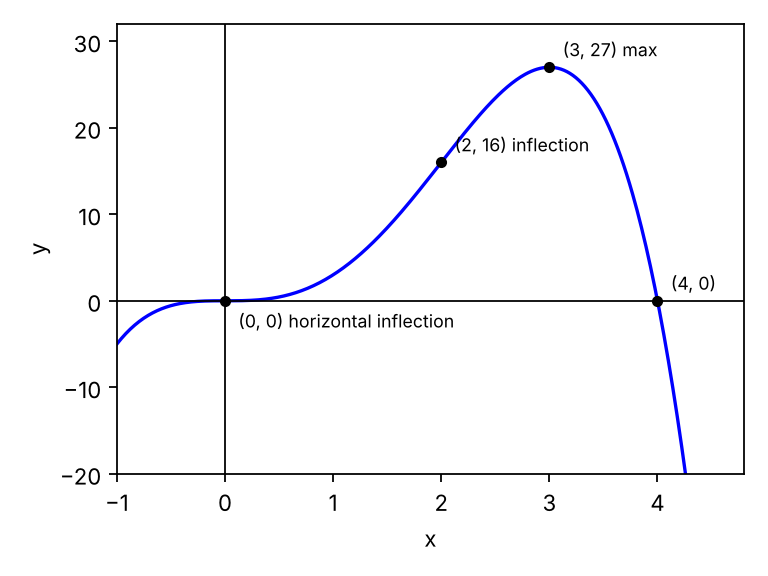 30
20
10
0
−10
−20
y
(3, 27) max
(2, 16) inflection
(4, 0)
(0, 0) horizontal inflection
−1 0 1 2 3 4
x